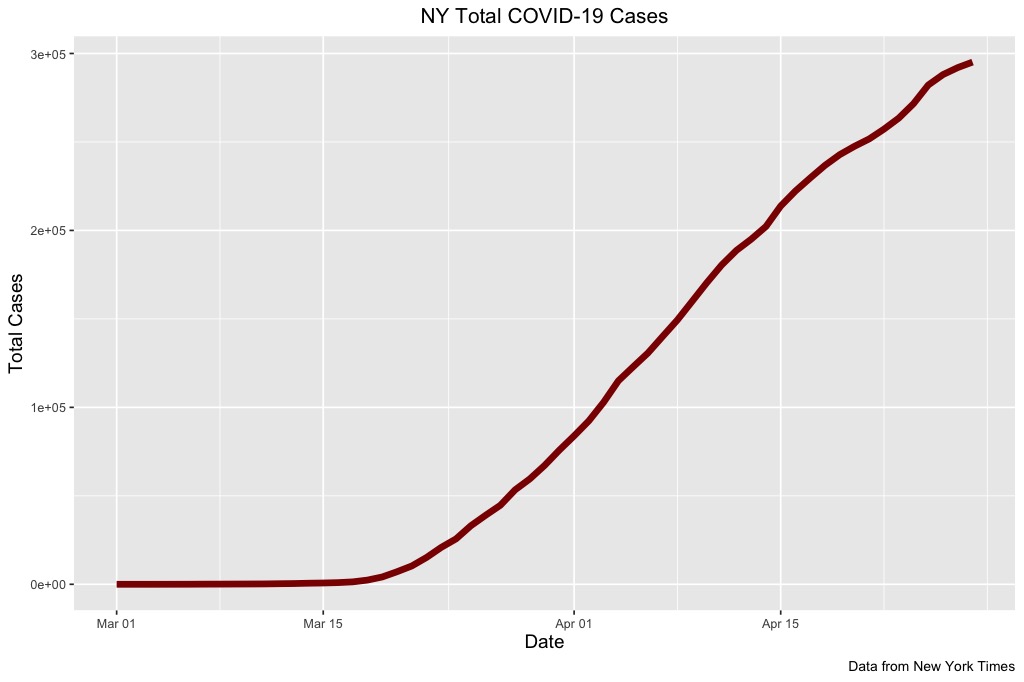 NY Total COVID-19 Cases
3e+05
2e+05
1e+05
0e+00
Total Cases
Mar 01
Mar 15
Apr 01
Apr 15
Date
Data from New York Times